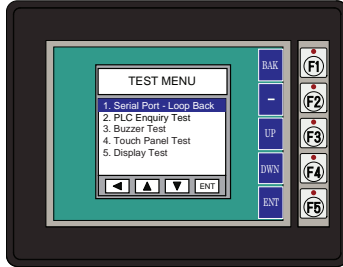 TEST MENU
1. Serial Port - Loop Back
2. PLC Enquiry Test
3. Buzzer Test
4. Touch Panel Test
5. Display Test
ENT
BAK
–
UP
DWN
ENT
F1
F2
F3
F4
F5